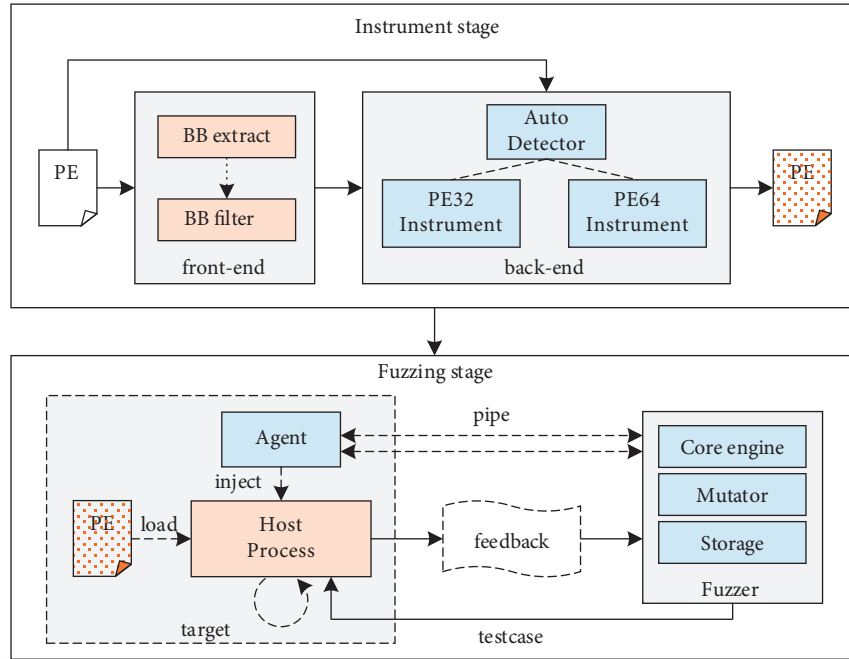 Instrument stage
PE
BB extract
BB filter
front-end
Auto
Detector
PE32
Instrument
PE64
Instrument
back-end
PE
Fuzzing stage
Agent
inject
PE
load
Host
Process
target
pipe
feedback
testcase
Core engine
Mutator
Storage
Fuzzer